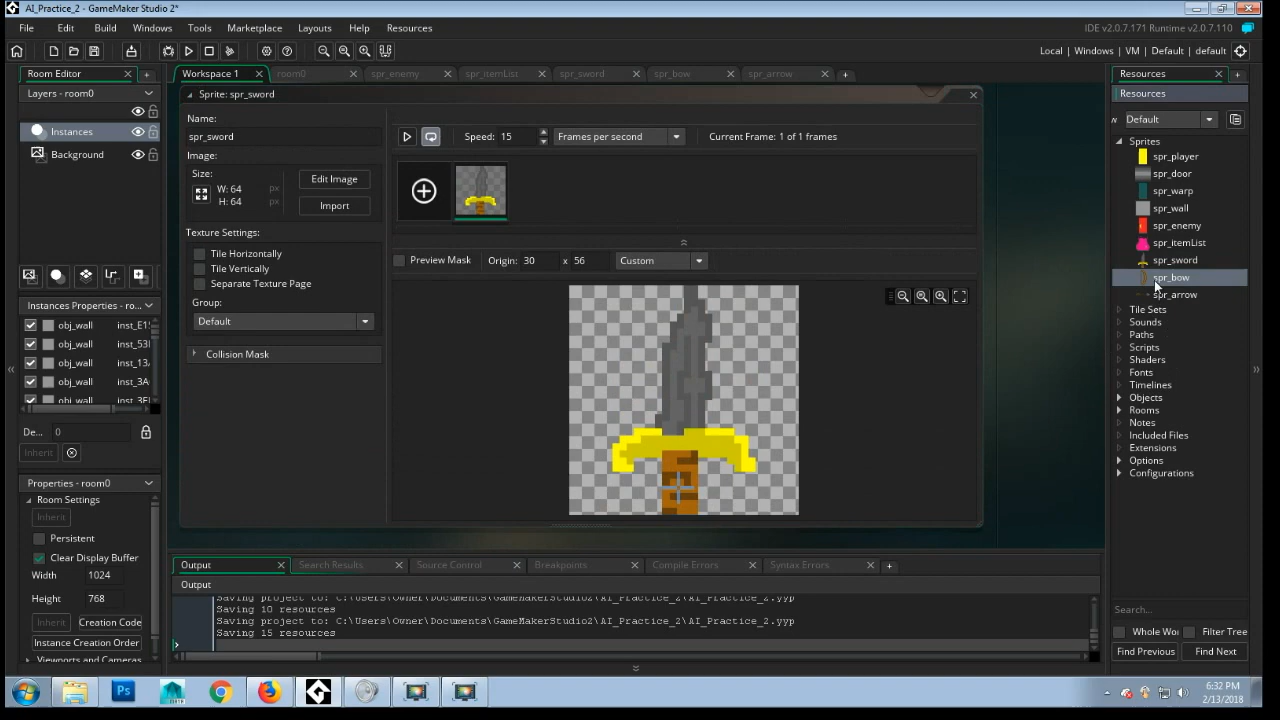 AI_Practice_2 - GameMaker Studio 2*
File Edit Build Windows Tools Marketplace Layouts Help Resources
IDE v2.0.7.171 Runtime v2.0.7.110
Local | Windows | VM | Default | default
Room Editor
Layers - room0
Instances
Background
Instances Properties - room0
obj_wall
obj_wall
obj_wall
obj_wall
De... 0
Inherit
Properties - room0
Room Settings
Inherit
Persistent
Clear Display Buffer
Width 1024
Height 768
Inherit Creation Code
Instance Creation Order
Viewports and Cameras
Workspace 1 room0 spr_enemy spr_itemList spr_sword spr_bow spr_arrow
Sprite: spr_sword
Name:
spr_sword
Image:
Size:
W: 64 px
H: 64 px
Edit Image
Import
Texture Settings:
Tile Horizontally
Tile Vertically
Separate Texture Page
Group:
Default
Collision Mask
Speed: 15 Frames per second Current Frame: 1 of 1 frames
Preview Mask Origin: 30 x 56 Custom
Output Search Results Source Control Breakpoints Compile Errors Syntax Errors
Output
Saving project to: C:\Users\Owner\Documents\GameMakerStudio2\AI_Practice_2\AI_Practice_2.yyp
Saving 10 resources
Saving project to: C:\Users\Owner\Documents\GameMakerStudio2\AI_Practice_2\AI_Practice_2.yyp
Saving 15 resources
Resources
Resources
Default
Sprites
spr_player
spr_door
spr_warp
spr_wall
spr_enemy
spr_itemList
spr_sword
spr_bow
spr_arrow
Tile Sets
Sounds
Paths
Scripts
Shaders
Fonts
Timelines
Objects
Rooms
Notes
Included Files
Extensions
Options
Configurations
Search...
Whole Wo Filter Tree
Find Previous Find Next
Ps
6:32 PM
2/13/2018